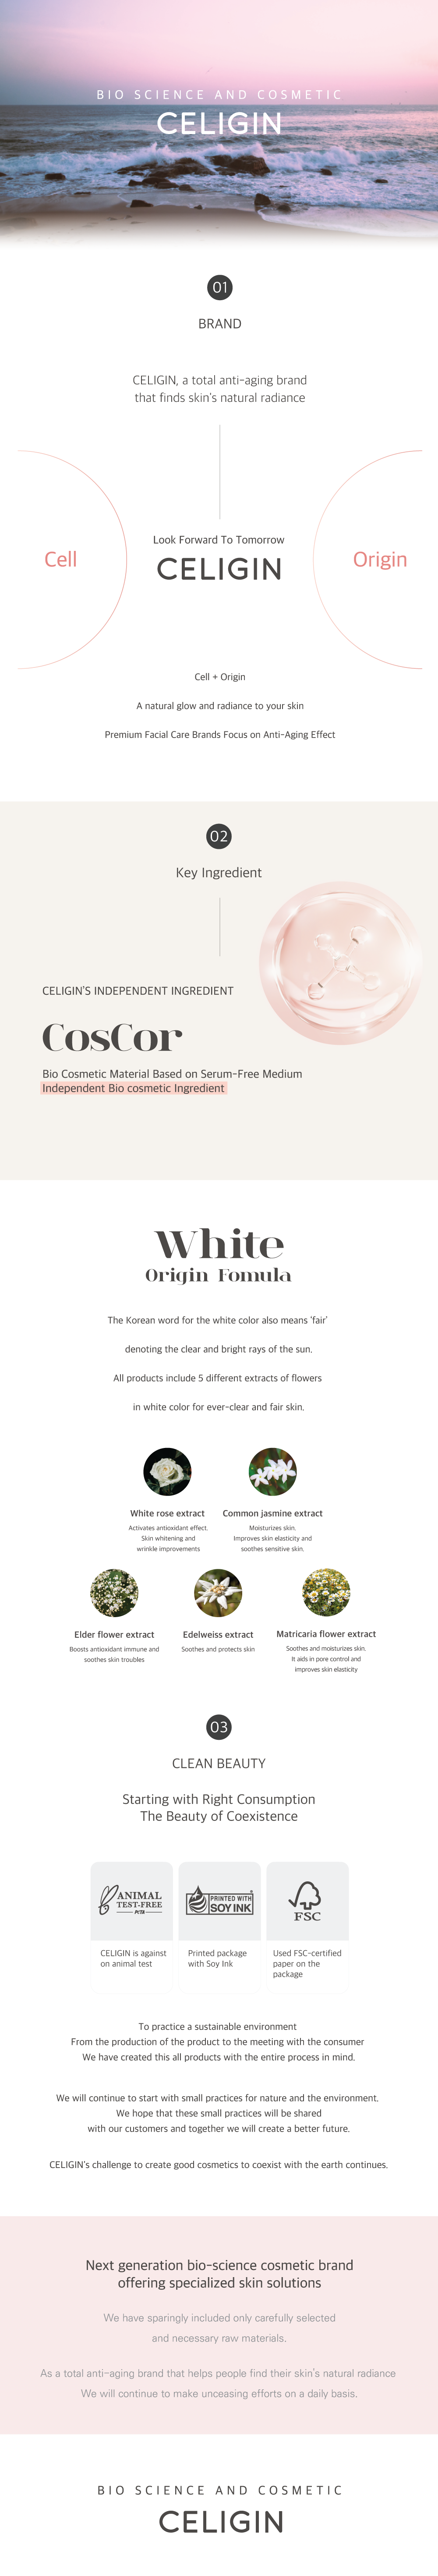 BIO SCIENCE AND COSMETIC
CELIGIN
01
BRAND
CELIGIN, a total anti-aging brand
that finds skin's natural radiance
Cell
Look Forward To Tomorrow
CELIGIN
Origin
Cell + Origin
A natural glow and radiance to your skin
Premium Facial Care Brands Focus on Anti-Aging Effect
02
Key Ingredient
CELIGIN'S INDEPENDENT INGREDIENT
CosCor
Bio Cosmetic Material Based on Serum-Free Medium
Independent Bio cosmetic Ingredient
White
Origin Fomula
The Korean word for the white color also means 'fair'
denoting the clear and bright rays of the sun.
All products include 5 different extracts of flowers
in white color for ever-clear and fair skin.
White rose extract
Activates antioxidant effect.
Skin whitening and
wrinkle improvements
Common jasmine extract
Moisturizes skin.
Improves skin elasticity and
soothes sensitive skin.
Elder flower extract
Boosts antioxidant immune and
soothes skin troubles
Edelweiss extract
Soothes and protects skin
Matricaria flower extract
Soothes and moisturizes skin.
It aids in pore control and
improves skin elasticity
03
CLEAN BEAUTY
Starting with Right Consumption
The Beauty of Coexistence
ANIMAL
TEST-FREE
PETA
CELIGIN is against
on animal test
PRINTED WITH
SOY INK
Printed package
with Soy Ink
FSC
Used FSC-certified
paper on the
package
To practice a sustainable environment
From the production of the product to the meeting with the consumer
We have created this all products with the entire process in mind.
We will continue to start with small practices for nature and the environment.
We hope that these small practices will be shared
with our customers and together we will create a better future.
CELIGIN's challenge to create good cosmetics to coexist with the earth continues.
Next generation bio-science cosmetic brand
offering specialized skin solutions
We have sparingly included only carefully selected
and necessary raw materials.
As a total anti-aging brand that helps people find their skin's natural radiance
We will continue to make unceasing efforts on a daily basis.
BIO SCIENCE AND COSMETIC
CELIGIN